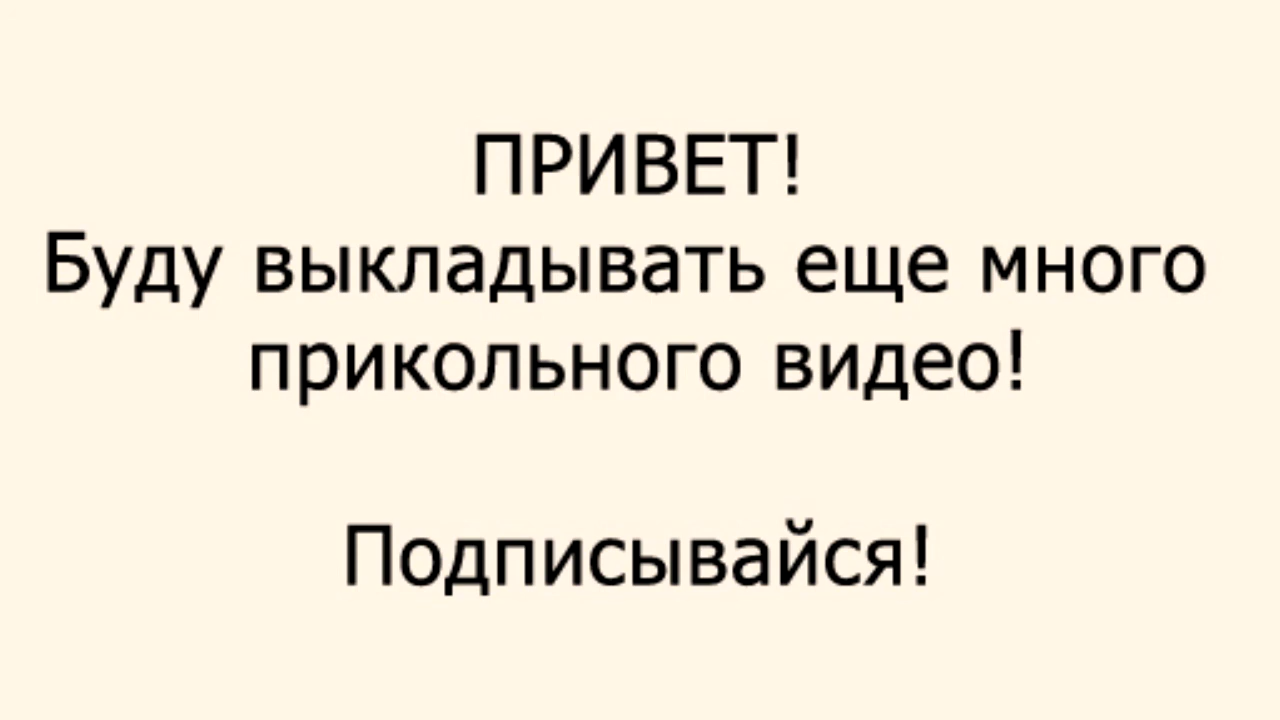 ПРИВЕТ!
Буду выкладывать еще много
прикольного видео!
Подписывайся!